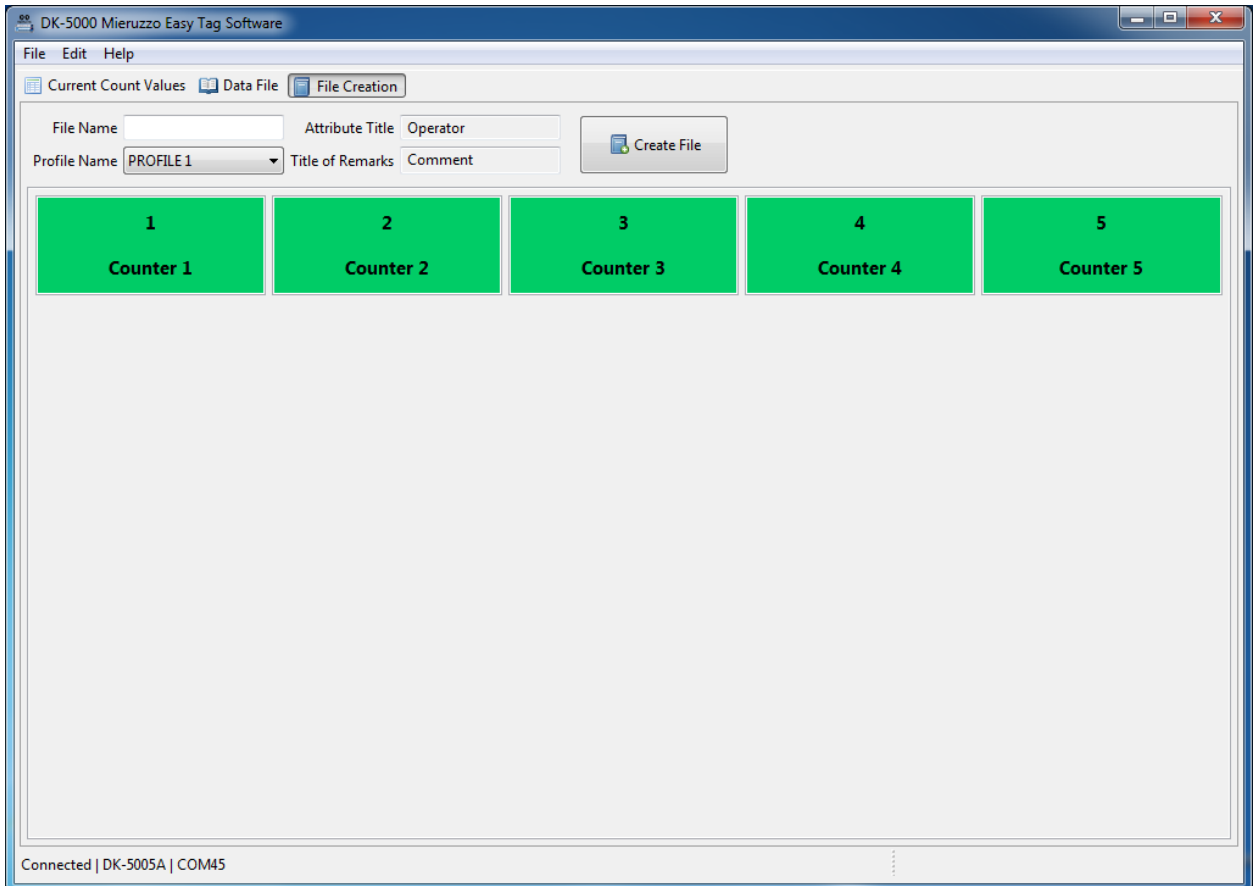 DK-5000 Mieruzzo Easy Tag Software
File Edit Help
Current Count Values Data File File Creation
File Name Attribute Title Operator
Create File
Profile Name PROFILE 1 Title of Remarks Comment
1 2 3 4 5
Counter 1 Counter 2 Counter 3 Counter 4 Counter 5
Connected | DK-5005A | COM45